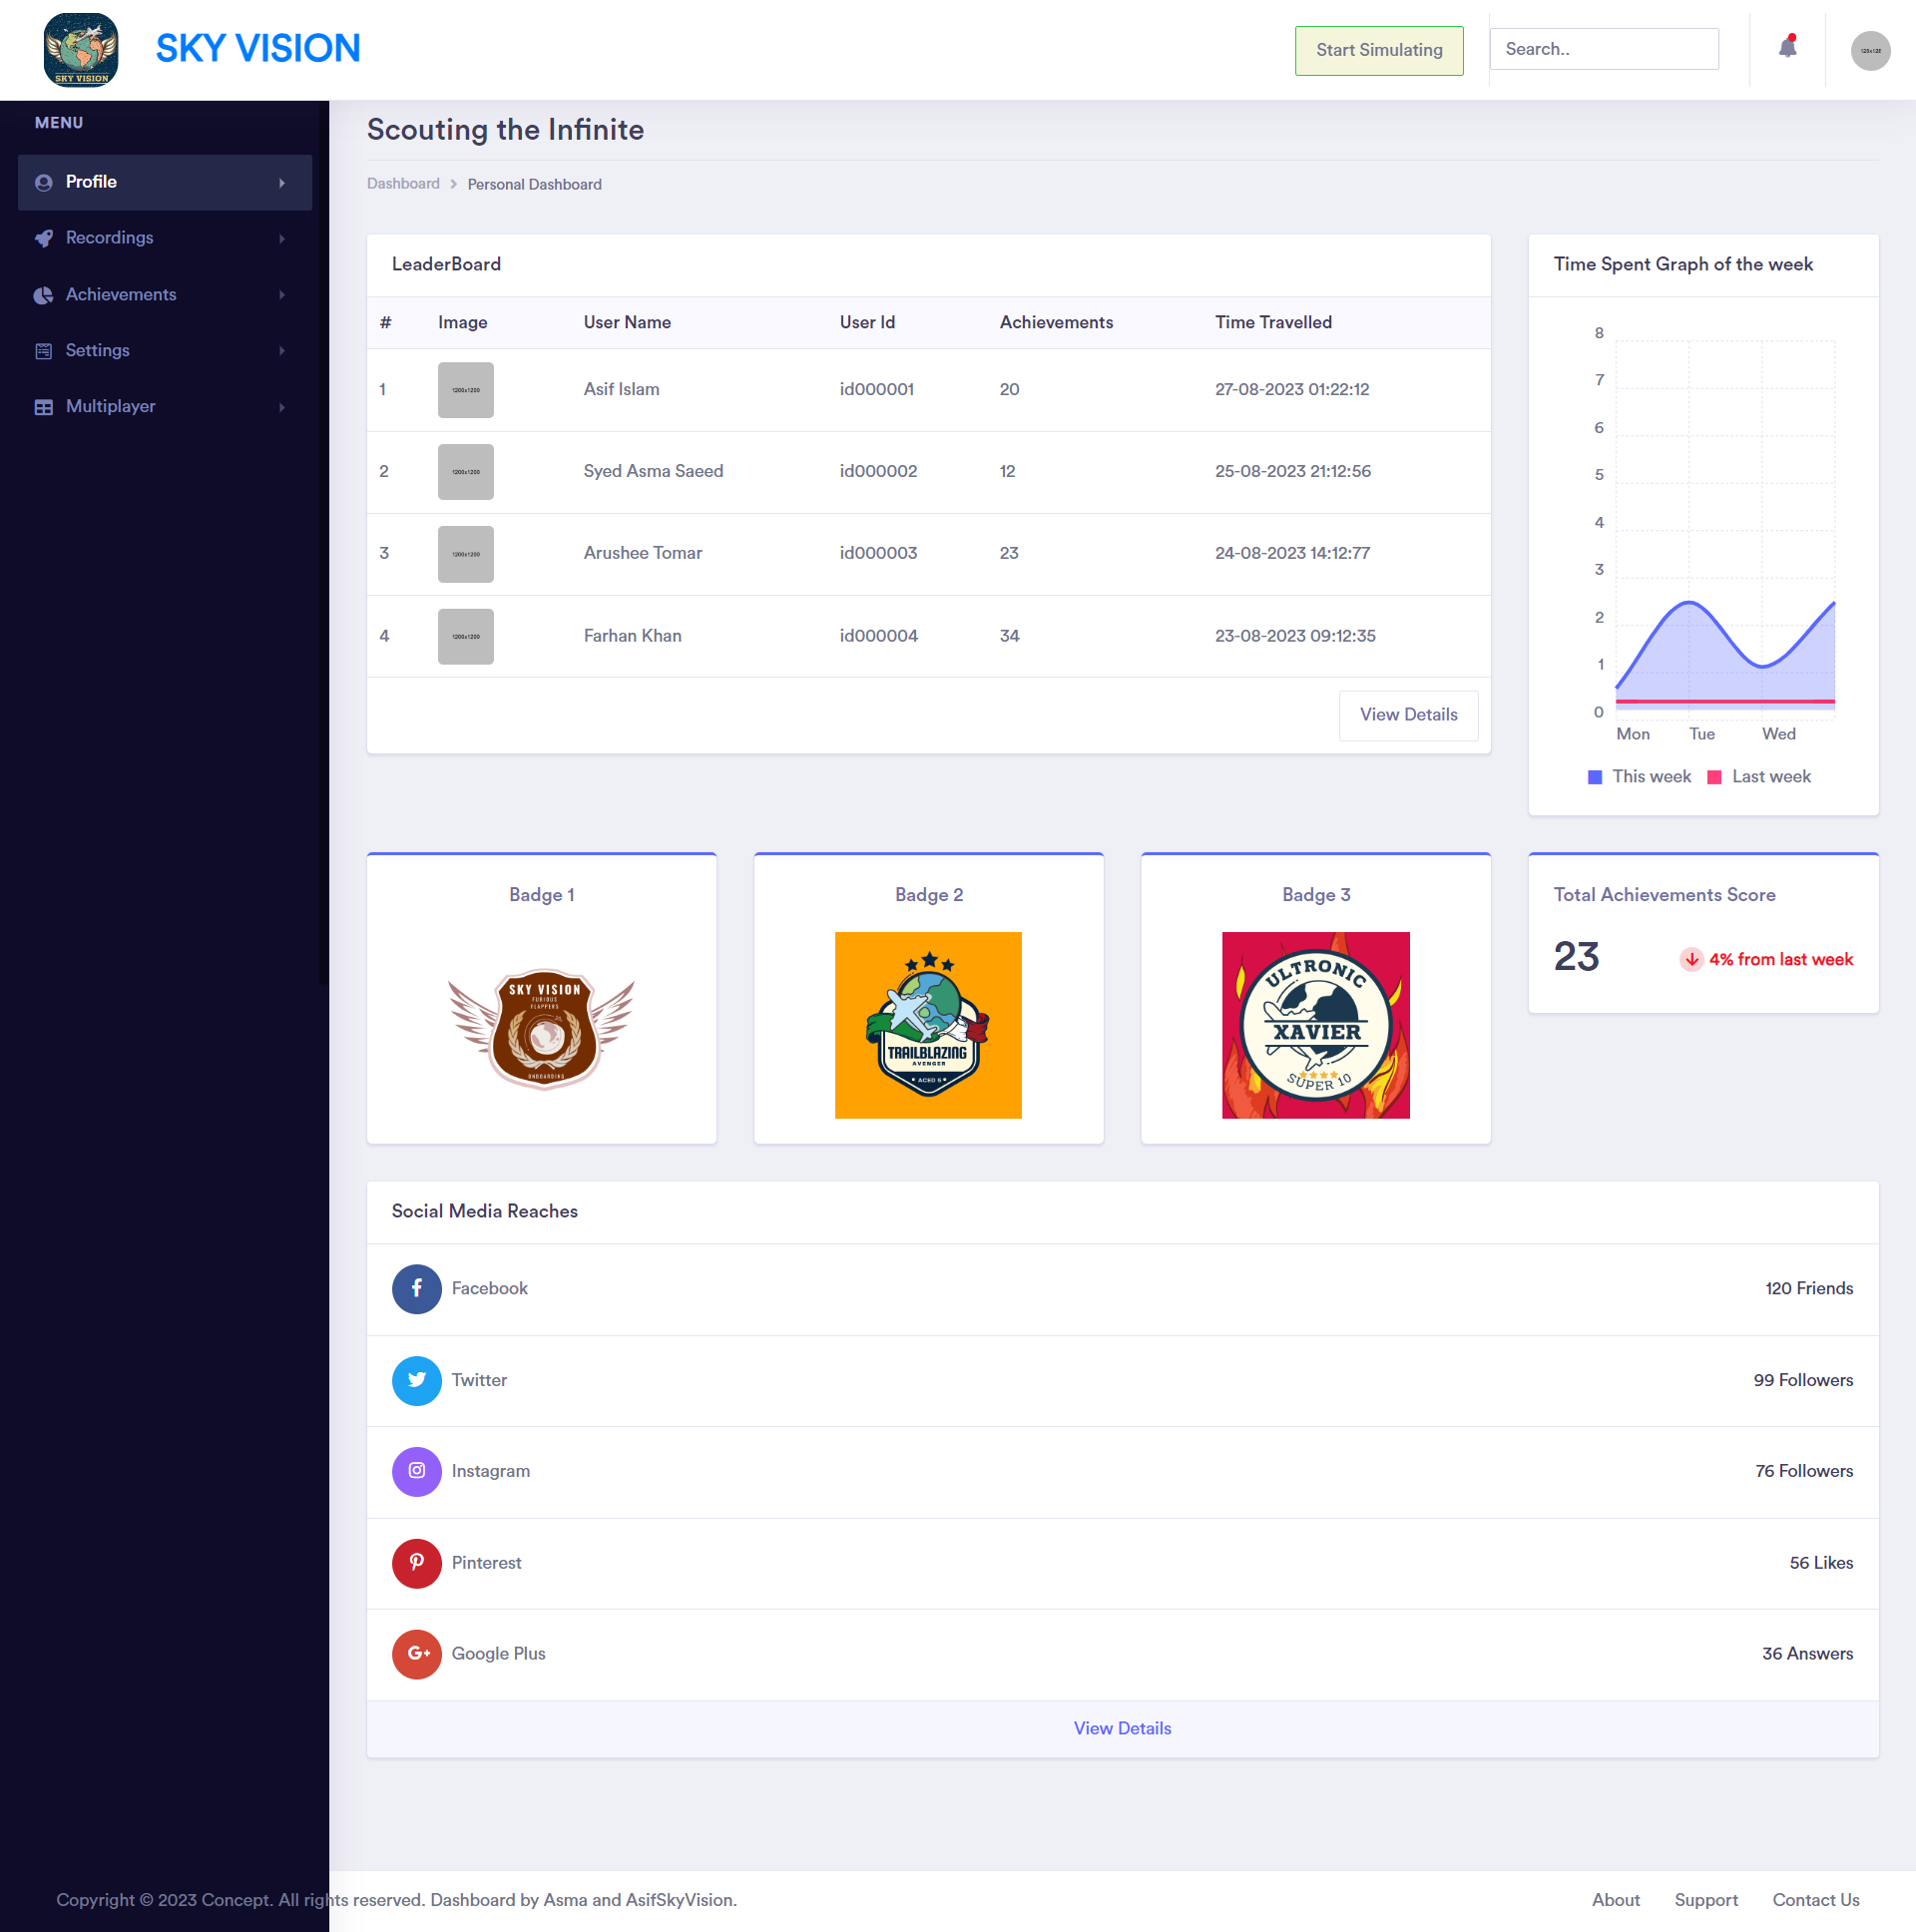 SKY VISION
SKY VISION
Start Simulating
Search..
125x125
MENU
Profile
Recordings
Achievements
Settings
Multiplayer
Scouting the Infinite
Dashboard
Personal Dashboard
LeaderBoard
# Image User Name User Id Achievements Time Travelled
1 1200x1200 Asif Islam id000001 20 27-08-2023 01:22:12
2 1200x1200 Syed Asma Saeed id000002 12 25-08-2023 21:12:56
3 1200x1200 Arushee Tomar id000003 23 24-08-2023 14:12:77
4 1200x1200 Farhan Khan id000004 34 23-08-2023 09:12:35
View Details
Time Spent Graph of the week
8
7
6
5
4
3
2
1
0
Mon Tue Wed
This week Last week
Badge 1
SKY VISION
FURIOUS
FLAPPERS
ONBOARDING
Badge 2
TRAILBLAZING
AVENGER
• ACED 5 •
Badge 3
ULTRONIC
XAVIER
SUPER 10
Total Achievements Score
23 4% from last week
Social Media Reaches
Facebook 120 Friends
Twitter 99 Followers
Instagram 76 Followers
Pinterest 56 Likes
G+ Google Plus 36 Answers
View Details
Copyright © 2023 Concept. All rights reserved. Dashboard by Asma and AsifSkyVision.
About Support Contact Us